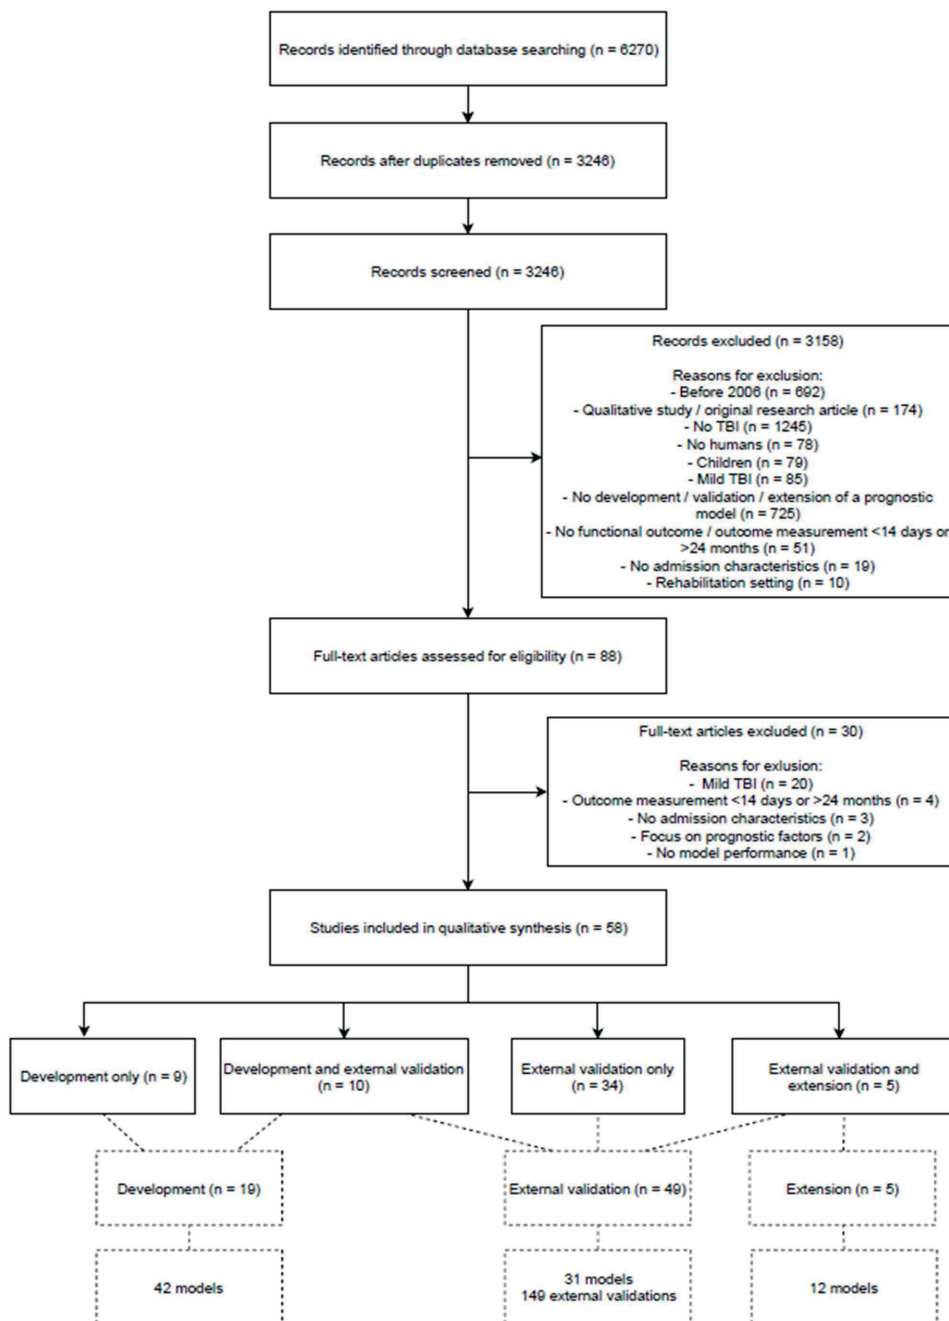 Records identified through database searching (n = 6270)
Records after duplicates removed (n = 3246)
Records screened (n = 3246)
Records excluded (n = 3158)
Reasons for exclusion:
- Before 2006 (n = 692)
- Qualitative study / original research article (n = 174)
- No TBI (n = 1245)
- No humans (n = 78)
- Children (n = 79)
- Mild TBI (n = 85)
- No development / validation / extension of a prognostic
model (n = 725)
- No functional outcome / outcome measurement <14 days or
>24 months (n = 51)
- No admission characteristics (n = 19)
- Rehabilitation setting (n = 10)
Full-text articles assessed for eligibility (n = 88)
Full-text articles excluded (n = 30)
Reasons for exlusion:
- Mild TBI (n = 20)
- Outcome measurement <14 days or >24 months (n = 4)
- No admission characteristics (n = 3)
- Focus on prognostic factors (n = 2)
- No model performance (n = 1)
Studies included in qualitative synthesis (n = 58)
Development only (n = 9)
Development and external validation
(n = 10)
External validation only
(n = 34)
External validation and
extension (n = 5)
Development (n = 19)
External validation (n = 49)
Extension (n = 5)
42 models
31 models
149 external validations
12 models